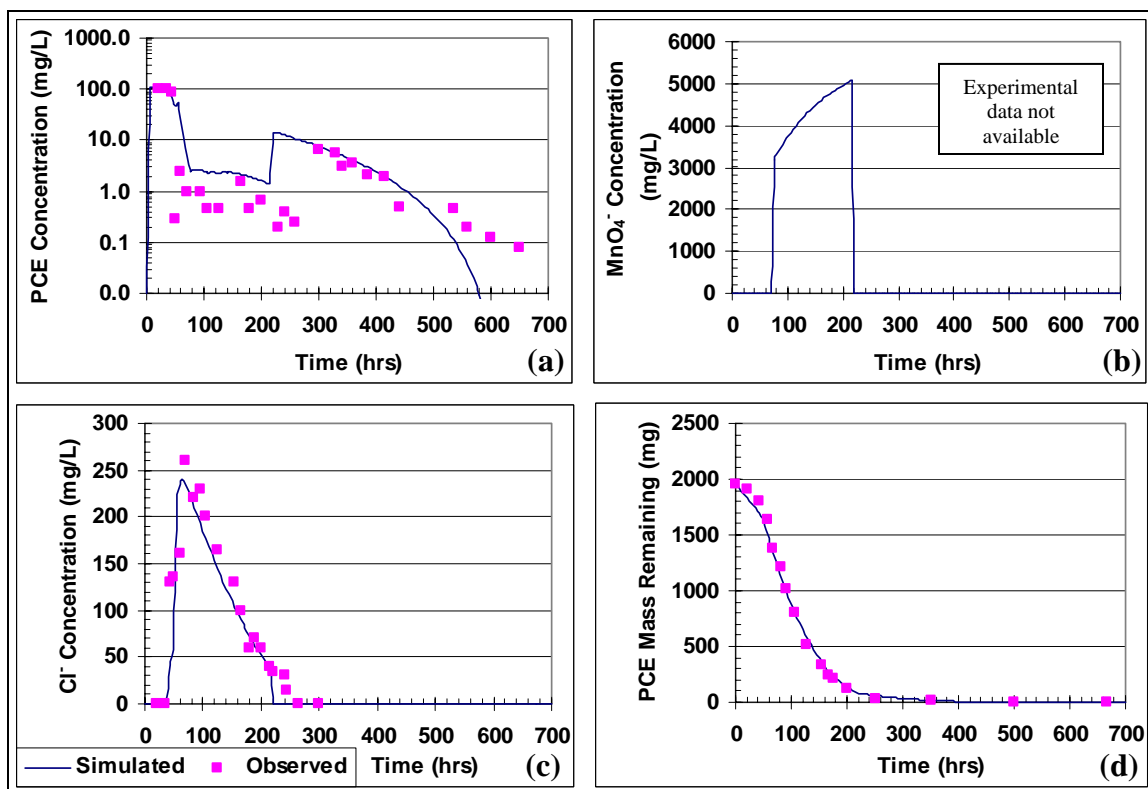 PCE Concentration (mg/L)
1000.0
100.0
10.0
1.0
0.1
0.0
0 100 200 300 400 500 600 700
Time (hrs)
(a)
MnO₄⁻ Concentration
(mg/L)
6000
5000
4000
3000
2000
1000
0
Experimental
data not
available
0 100 200 300 400 500 600 700
Time (hrs)
(b)
Cl⁻ Concentration (mg/L)
300
250
200
150
100
50
0
0 100 200 300 400 500 600 700
Simulated Observed
Time (hrs)
(c)
PCE Mass Remaining (mg)
2500
2000
1500
1000
500
0
0 100 200 300 400 500 600 700
Time (hrs)
(d)